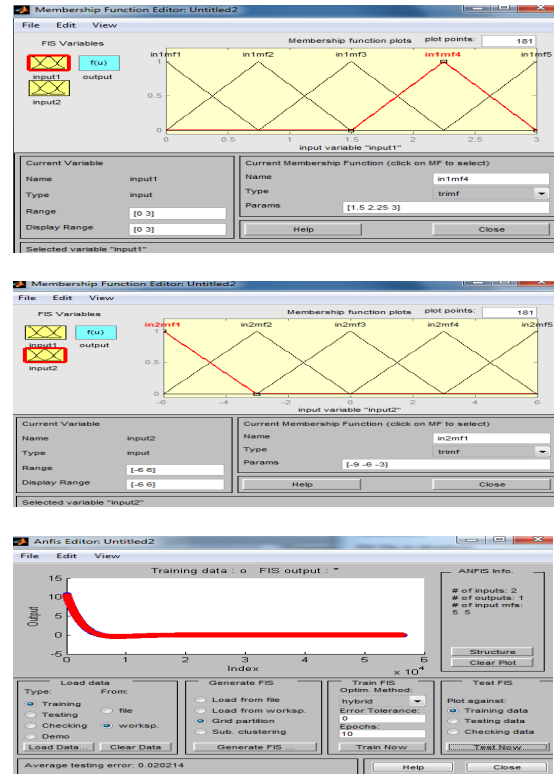 Membership Function Editor: Untitled2
File Edit View
FIS Variables
Membership function plots plot points: 181
input1
f(u)
output
input2
in1mf1 in1mf2 in1mf3 in1mf4 in1mf5
1
0.5
0
0 0.5 1 1.5 2 2.5 3
input variable "input1"
Current Variable
Name input1
Type input
Range [0 3]
Display Range [0 3]
Current Membership Function (click on MF to select)
Name in1mf4
Type trimf
Params [1.5 2.25 3]
Help Close
Selected variable "input1"
Membership Function Editor: Untitled2
File Edit View
FIS Variables
Membership function plots plot points: 181
input1
f(u)
output
input2
in2mf1 in2mf2 in2mf3 in2mf4 in2mf5
1
0.5
0
-6 -4 -2 0 2 4 6
input variable "input2"
Current Variable
Name input2
Type input
Range [-6 6]
Display Range [-6 6]
Current Membership Function (click on MF to select)
Name in2mf1
Type trimf
Params [-9 -6 -3]
Help Close
Selected variable "input2"
Anfis Editor: Untitled2
File Edit View
Training data : o FIS output : *
15
10
5
0
-5
Output
0 1 2 3 4 5 6
Index
x 10^4
ANFIS Info.
# of inputs: 2
# of outputs: 1
# of input mfs:
5 5
Structure
Clear Plot
Load data
Type: From:
Training
Testing
Checking
Demo
file
worksp.
Load Data... Clear Data
Generate FIS
Load from file
Load from worksp.
Grid partition
Sub. clustering
Generate FIS ...
Train FIS
Optim. Method:
hybrid
Error Tolerance:
0
Epochs:
10
Train Now
Test FIS
Plot against:
Training data
Testing data
Checking data
Test Now
Average testing error: 0.020214
Help Close